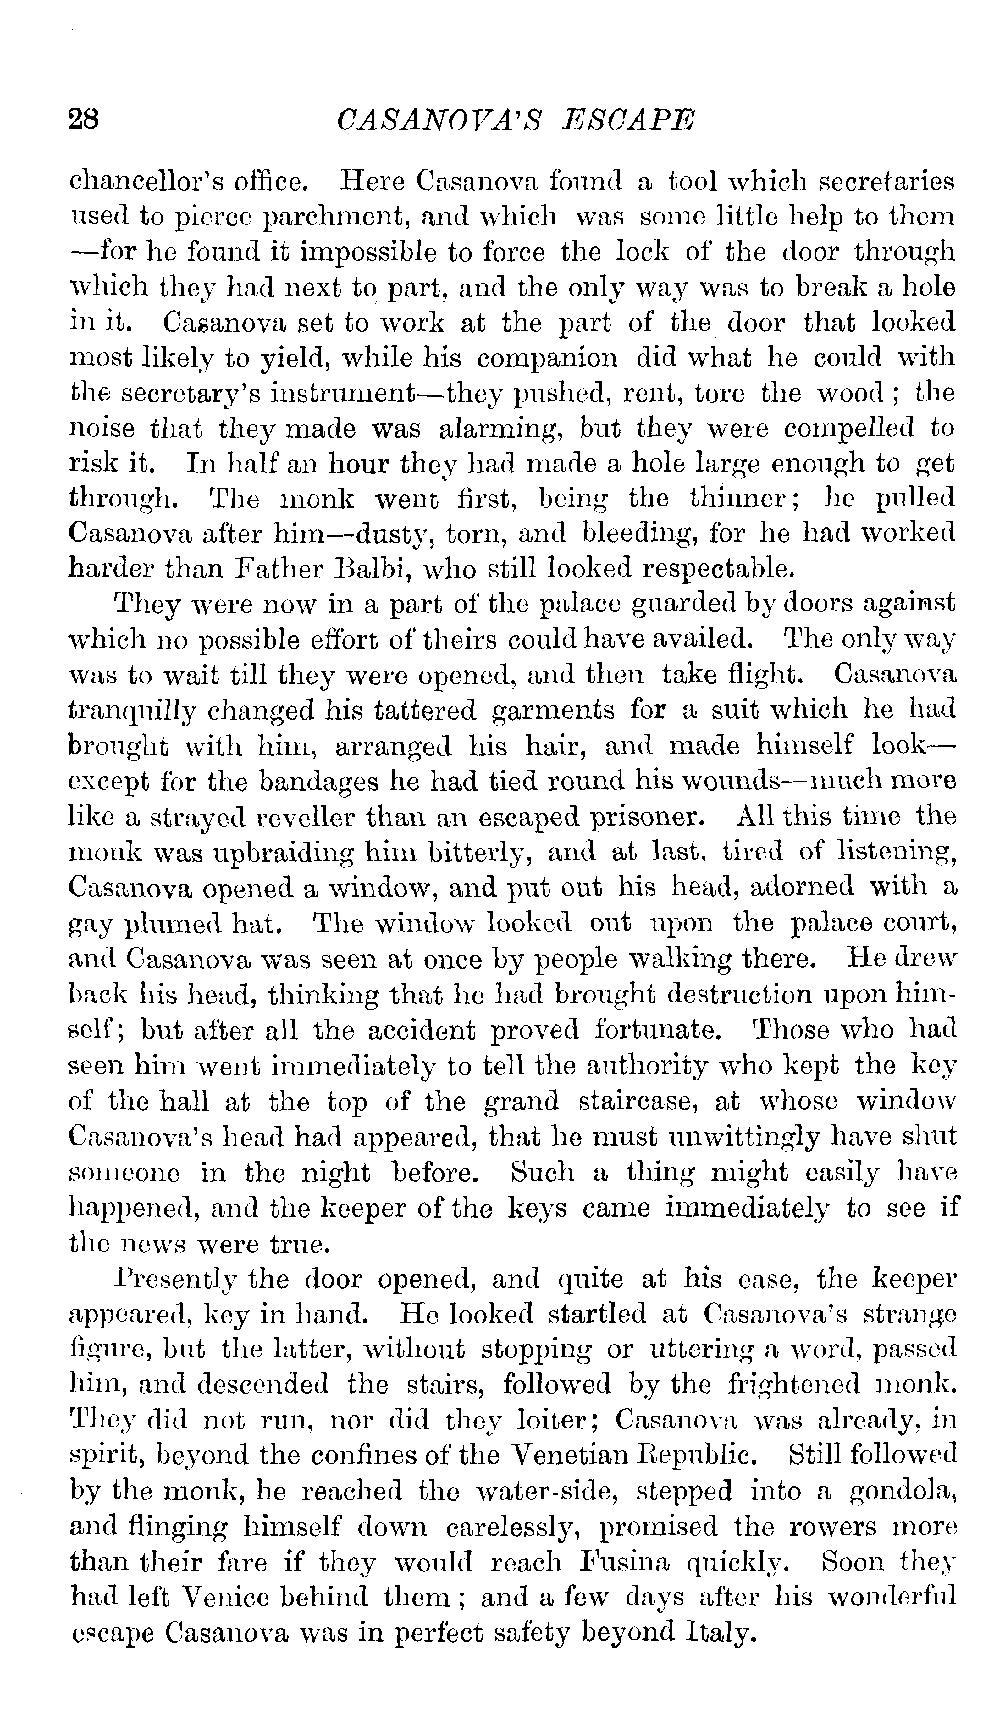 28 CASANOVA'S ESCAPE
chancellor's office. Here Casanova found a tool which secretaries
used to pierce parchment, and which was some little help to them
—for he found it impossible to force the lock of the door through
which they had next to part, and the only way was to break a hole
in it. Casanova set to work at the part of the door that looked
most likely to yield, while his companion did what he could with
the secretary's instrument—they pushed, rent, tore the wood ; the
noise that they made was alarming, but they were compelled to
risk it. In half an hour they had made a hole large enough to get
through. The monk went first, being the thinner ; he pulled
Casanova after him—dusty, torn, and bleeding, for he had worked
harder than Father Balbi, who still looked respectable.
They were now in a part of the palace guarded by doors against
which no possible effort of theirs could have availed. The only way
was to wait till they were opened, and then take flight. Casanova
tranquilly changed his tattered garments for a suit which he had
brought with him, arranged his hair, and made himself look—
except for the bandages he had tied round his wounds—much more
like a strayed reveller than an escaped prisoner. All this time the
monk was upbraiding him bitterly, and at last, tired of listening,
Casanova opened a window, and put out his head, adorned with a
gay plumed hat. The window looked out upon the palace court,
and Casanova was seen at once by people walking there. He drew
back his head, thinking that he had brought destruction upon him-
self; but after all the accident proved fortunate. Those who had
seen him went immediately to tell the authority who kept the key
of the hall at the top of the grand staircase, at whose window
Casanova's head had appeared, that he must unwittingly have shut
someone in the night before. Such a thing might easily have
happened, and the keeper of the keys came immediately to see if
the news were true.
Presently the door opened, and quite at his ease, the keeper
appeared, key in hand. He looked startled at Casanova's strange
figure, but the latter, without stopping or uttering a word, passed
him, and descended the stairs, followed by the frightened monk.
They did not run, nor did they loiter; Casanova was already, in
spirit, beyond the confines of the Venetian Republic. Still followed
by the monk, he reached the water-side, stepped into a gondola,
and flinging himself down carelessly, promised the rowers more
than their fare if they would reach Fusina quickly. Soon they
had left Venice behind them ; and a few days after his wonderful
escape Casanova was in perfect safety beyond Italy.